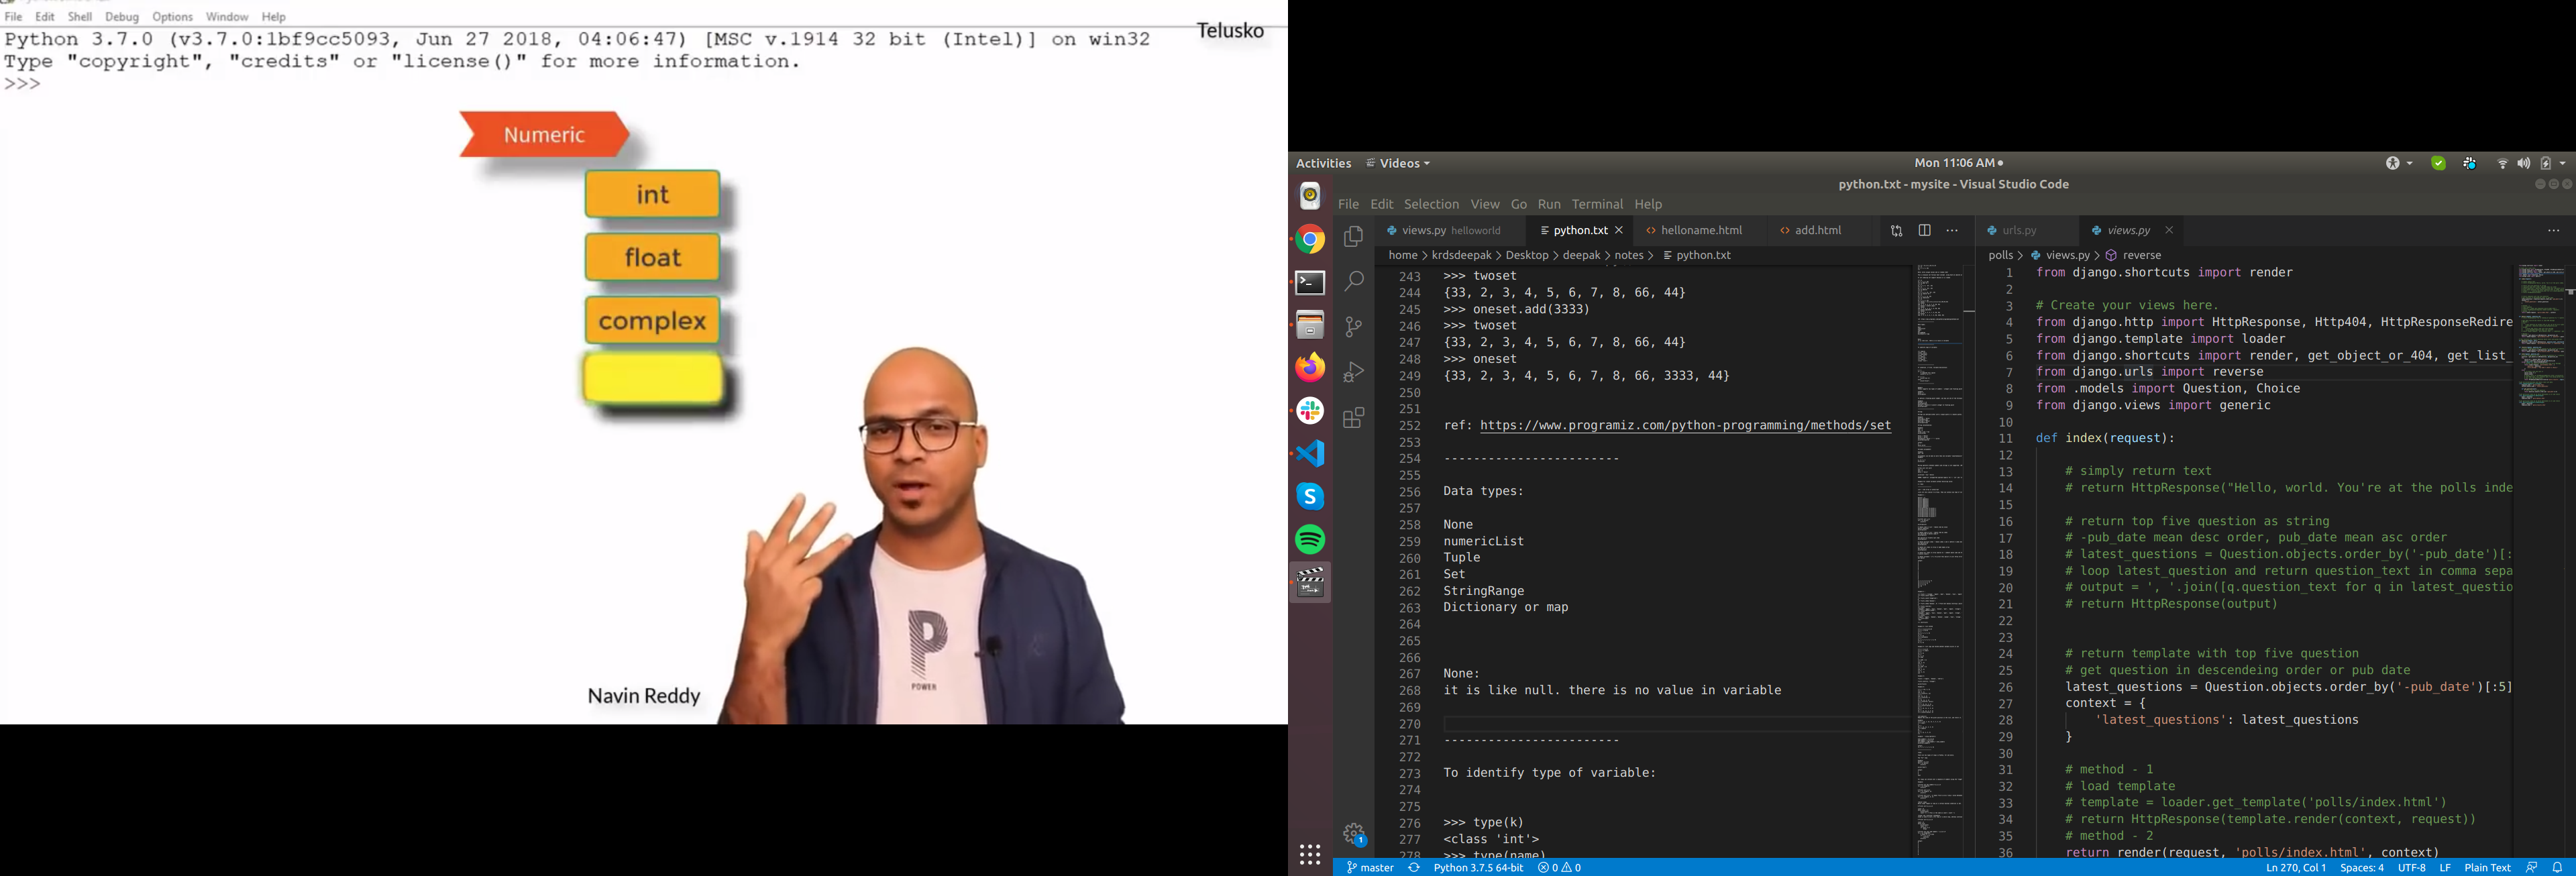 File Edit Shell Debug Options Window Help
Telusko
Python 3.7.0 (v3.7.0:1bf9cc5093, Jun 27 2018, 04:06:47) [MSC v.1914 32 bit (Intel)] on win32
Type "copyright", "credits" or "license()" for more information.
>>>
Numeric
int
float
complex
P
POWER
Navin Reddy
Activities Videos Mon 11:06 AM
python.txt - mysite - Visual Studio Code
File Edit Selection View Go Run Terminal Help
views.py helloworld python.txt helloname.html add.html
home > krdsdeepak > Desktop > deepak > notes > python.txt
243 >>> twoset
244 {33, 2, 3, 4, 5, 6, 7, 8, 66, 44}
245 >>> oneset.add(3333)
246 >>> twoset
247 {33, 2, 3, 4, 5, 6, 7, 8, 66, 44}
248 >>> oneset
249 {33, 2, 3, 4, 5, 6, 7, 8, 66, 3333, 44}
250
251
252 ref: https://www.programiz.com/python-programming/methods/set
253
254 ------------------------
255
256 Data types:
257
258 None
259 numericList
260 Tuple
261 Set
262 StringRange
263 Dictionary or map
264
265
266
267 None:
268 it is like null. there is no value in variable
269
270
271 ------------------------
272
273 To identify type of variable:
274
275
276 >>> type(k)
277 <class 'int'>
278 >>> type(name)
urls.py views.py
polls > views.py > reverse
1 from django.shortcuts import render
2
3 # Create your views here.
4 from django.http import HttpResponse, Http404, HttpResponseRedire
5 from django.template import loader
6 from django.shortcuts import render, get_object_or_404, get_list_
7 from django.urls import reverse
8 from .models import Question, Choice
9 from django.views import generic
10
11 def index(request):
12
13 # simply return text
14 # return HttpResponse("Hello, world. You're at the polls inde
15
16 # return top five question as string
17 # -pub_date mean desc order, pub_date mean asc order
18 # latest_questions = Question.objects.order_by('-pub_date')[:
19 # loop latest_question and return question_text in comma sepa
20 # output = ', '.join([q.question_text for q in latest_questio
21 # return HttpResponse(output)
22
23
24 # return template with top five question
25 # get question in descendeing order or pub date
26 latest_questions = Question.objects.order_by('-pub_date')[:5]
27 context = {
28 'latest_questions': latest_questions
29 }
30
31 # method - 1
32 # load template
33 # template = loader.get_template('polls/index.html')
34 # return HttpResponse(template.render(context, request))
35 # method - 2
36 return render(request, 'polls/index.html', context)
1
master Python 3.7.5 64-bit 0 0 Ln 270, Col 1 Spaces: 4 UTF-8 LF Plain Text